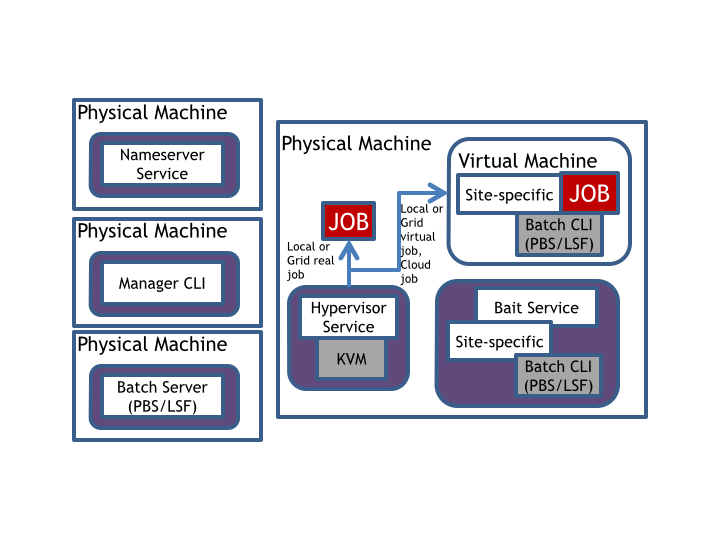 Physical Machine
Nameserver
Service
Physical Machine
Manager CLI
Physical Machine
Batch Server
(PBS/LSF)
Physical Machine
JOB
Local or
Grid real
job
Local or
Grid
virtual
job,
Cloud
job
Hypervisor
Service
KVM
Virtual Machine
Site-specific
JOB
Batch CLI
(PBS/LSF)
Bait Service
Site-specific
Batch CLI
(PBS/LSF)